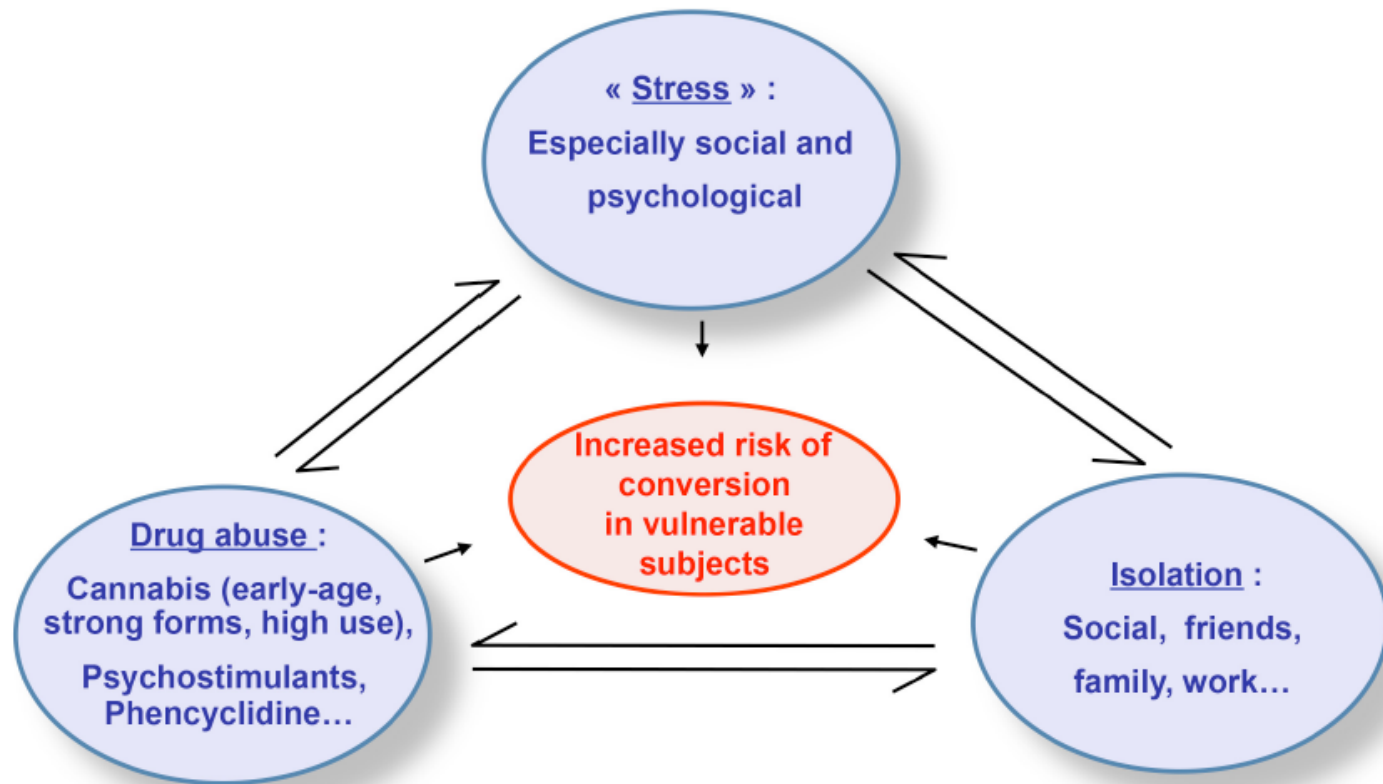 « Stress » :
Especially social and
psychological
Increased risk of
conversion
in vulnerable
subjects
Drug abuse :
Cannabis (early-age,
strong forms, high use),
Psychostimulants,
Phencyclidine…
Isolation :
Social, friends,
family, work…